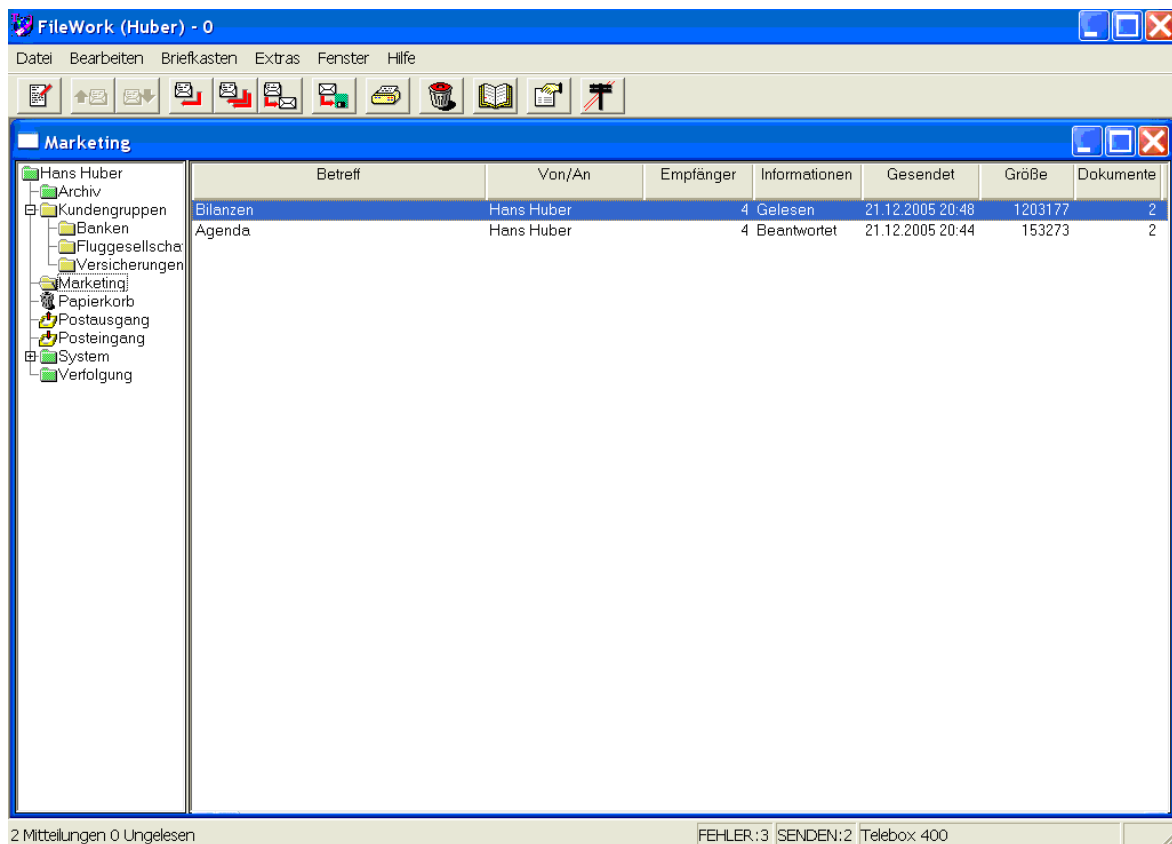 FileWork (Huber) - 0
Datei Bearbeiten Briefkasten Extras Fenster Hilfe
Marketing
Hans Huber
Archiv
Kundengruppen
Banken
Fluggesellscha
Versicherungen
Marketing
Papierkorb
Postausgang
Posteingang
System
Verfolgung
Betreff Von/An Empfänger Informationen Gesendet Größe Dokumente
Bilanzen Hans Huber 4 Gelesen 21.12.2005 20:48 1203177 2
Agenda Hans Huber 4 Beantwortet 21.12.2005 20:44 153273 2
2 Mitteilungen 0 Ungelesen FEHLER:3 SENDEN:2 Telebox 400